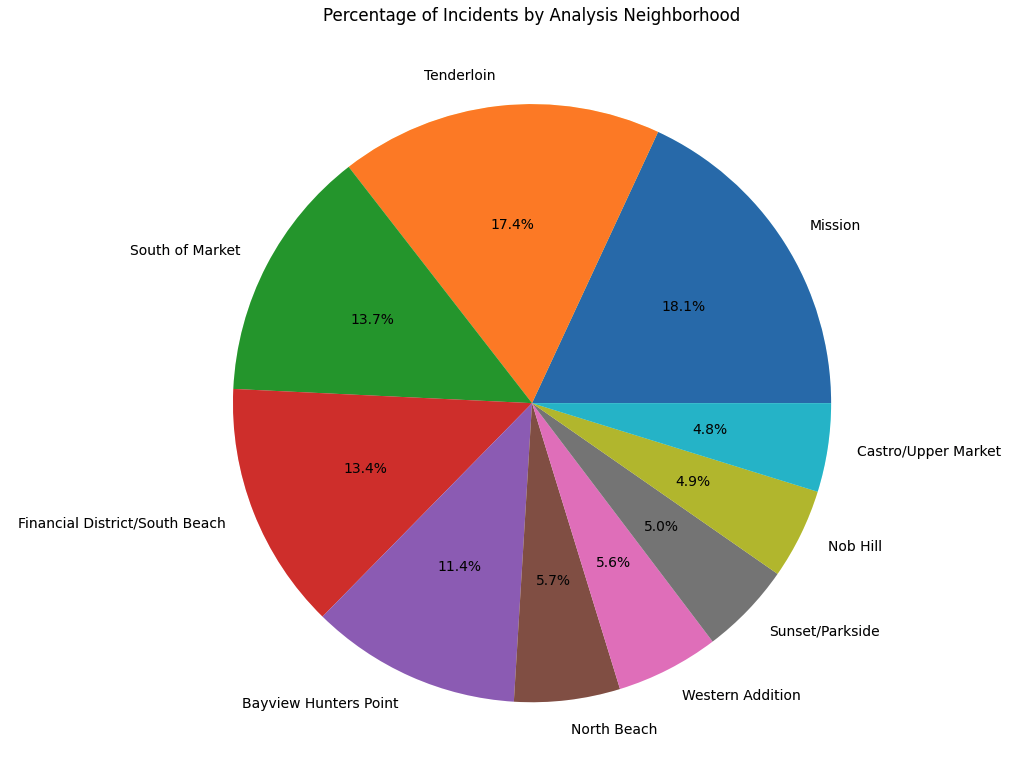 Percentage of Incidents by Analysis Neighborhood
Tenderloin
Mission
17.4%
South of Market
18.1%
13.7%
4.8%
Castro/Upper Market
13.4%
4.9%
Financial District/South Beach
5.0%
Nob Hill
11.4%
5.6%
5.7%
Sunset/Parkside
Western Addition
Bayview Hunters Point
North Beach